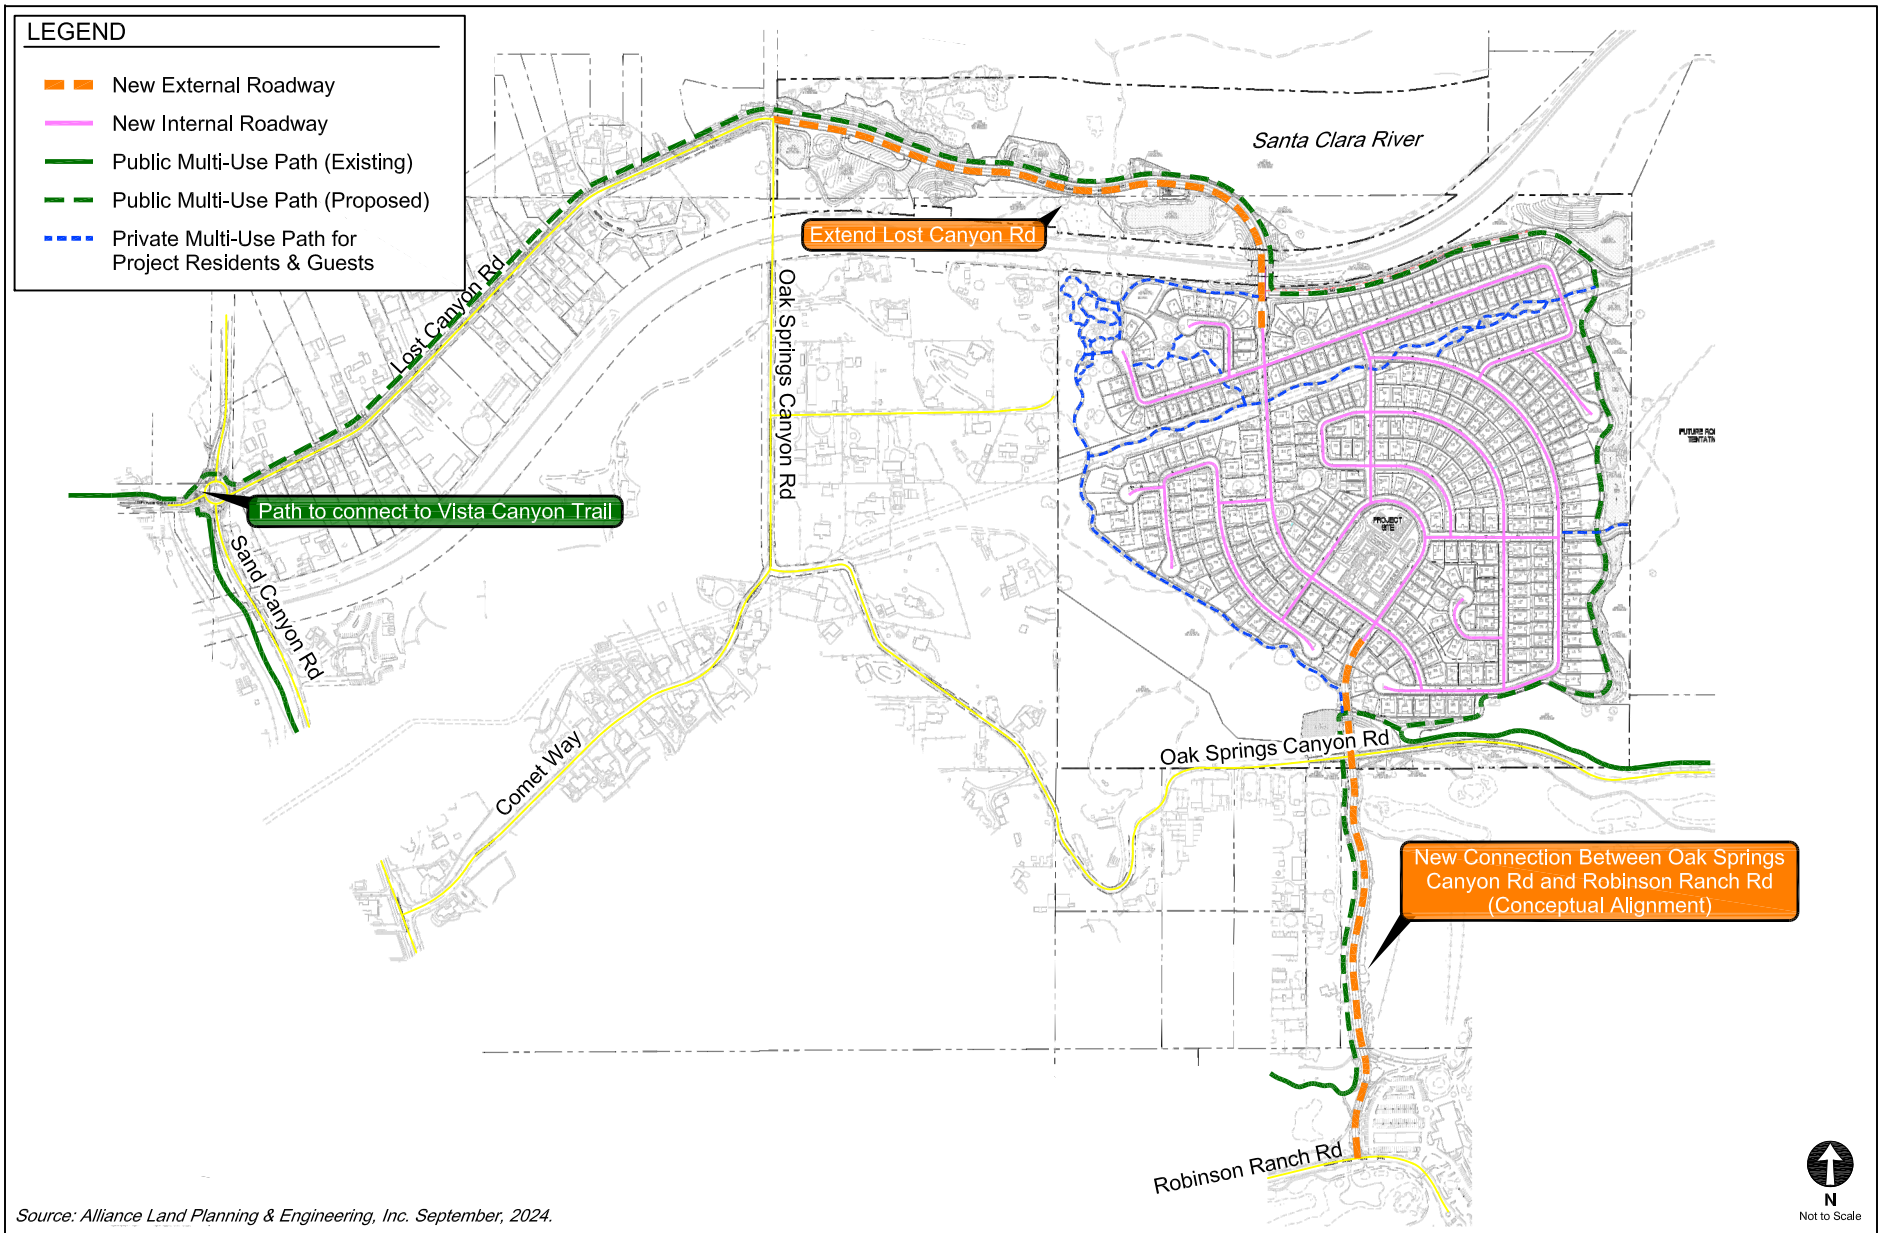 LEGEND
New External Roadway
New Internal Roadway
Public Multi-Use Path (Existing)
Public Multi-Use Path (Proposed)
Private Multi-Use Path for
Project Residents & Guests
Santa Clara River
Extend Lost Canyon Rd
Lost Canyon Rd
Oak Springs Canyon Rd
Path to connect to Vista Canyon Trail
Sand Canyon Rd
PROJECT
SITE
Comet Way
Oak Springs Canyon Rd
New Connection Between Oak Springs
Canyon Rd and Robinson Ranch Rd
(Conceptual Alignment)
Robinson Ranch Rd
N
Not to Scale
Source: Alliance Land Planning & Engineering, Inc. September, 2024.